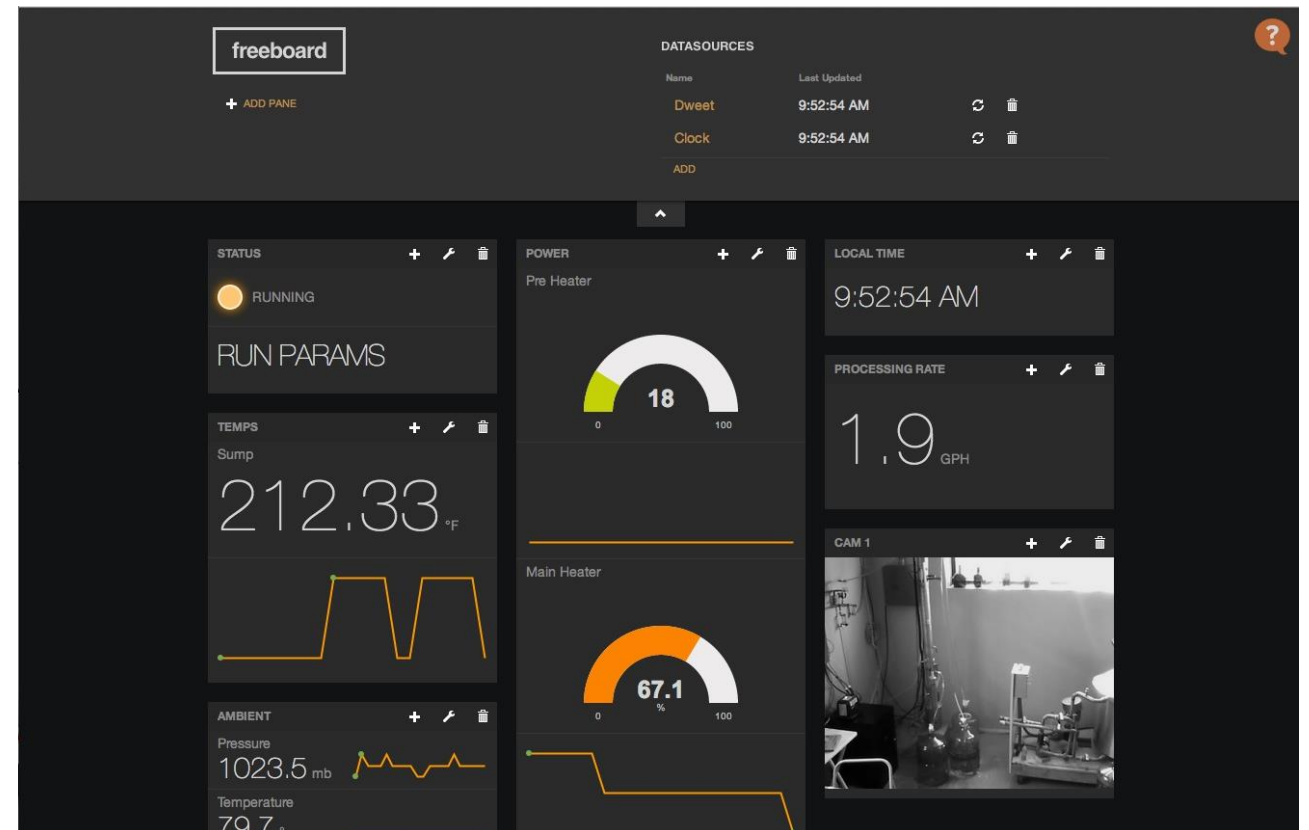 freeboard
ADD PANE
DATASOURCES
Name Last Updated
Dweet 9:52:54 AM
Clock 9:52:54 AM
ADD
?
STATUS
RUNNING
RUN PARAMS
TEMPS
Sump
212.33 °F
AMBIENT
Pressure
1023.5 mb
Temperature
79.7 °
POWER
Pre Heater
18
0 100
Main Heater
67.1
%
0 100
LOCAL TIME
9:52:54 AM
PROCESSING RATE
1.9 GPH
CAM 1